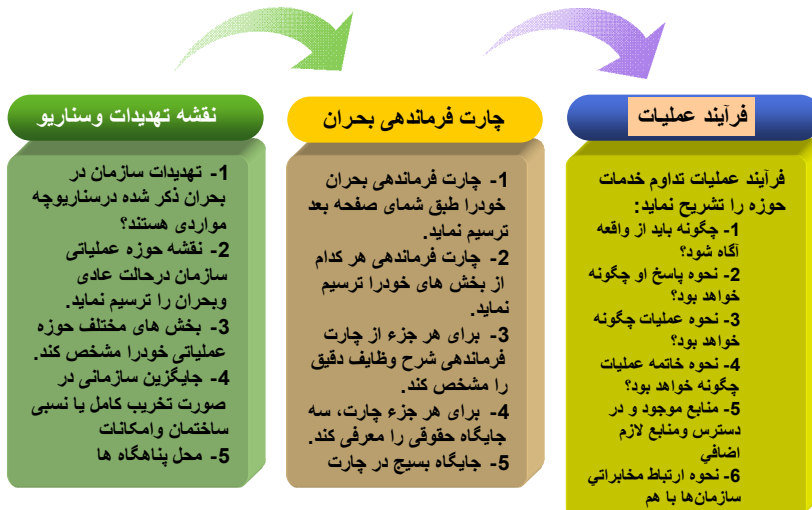 نقشه تهدیدات وسناریو
1- تهدیدات سازمان در
بحران ذکر شده درسناریوچه
مواردی هستند؟
2- نقشه حوزه عملیاتی
سازمان درحالت عادی
وبحران را ترسیم نماید.
3- بخش های مختلف حوزه
عملیاتی خودرا مشخص کند.
4- جایگزین سازمانی در
صورت تخریب کامل یا نسبی
ساختمان وامکانات
5- محل پناهگاه ها
چارت فرماندهی بحران
1- چارت فرماندهی بحران
خودرا طبق شمای صفحه بعد
ترسیم نماید.
2- چارت فرماندهی هر کدام
از بخش های خودرا ترسیم
نماید.
3- برای هر جزء از چارت
فرماندهی شرح وظایف دقیق
را مشخص کند.
4- برای هر جزء چارت، سه
جایگاه حقوقی را معرفی کند.
5- جایگاه بسیج در چارت
فرآیند عملیات
فرآیند عملیات تداوم خدمات
حوزه را تشریح نماید:
1- چگونه باید از واقعه
آگاه شود؟
2- نحوه پاسخ او چگونه
خواهد بود؟
3- نحوه عملیات چگونه
خواهد بود؟
4- نحوه خاتمه عملیات
چگونه خواهد بود؟
5- منابع موجود و در
دسترس ومنابع لازم
اضافي
6- نحوه ارتباط مخابراتي
سازمان‌ها با هم